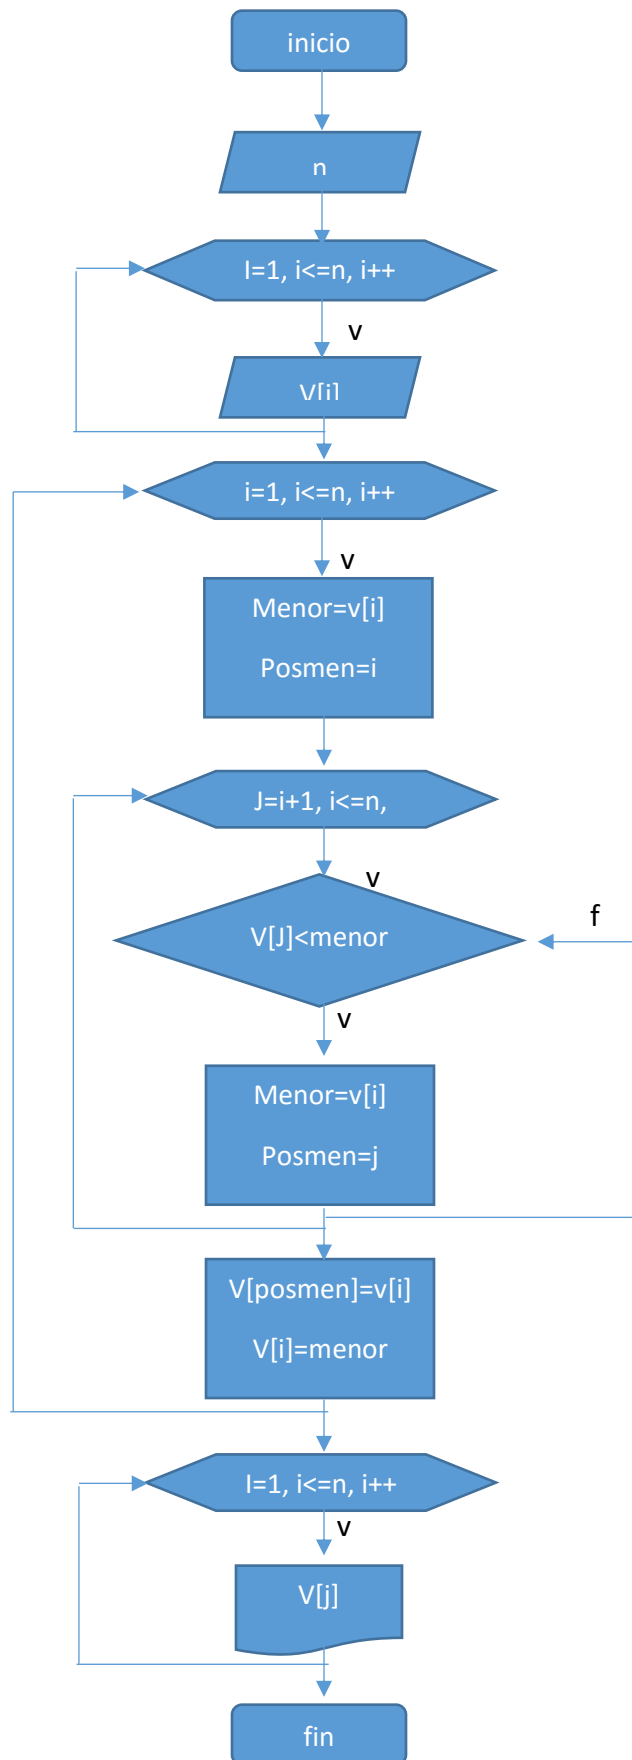 inicio
n
I=1, i<=n, i++
v
V[i]
i=1, i<=n, i++
v
Menor=v[i]
Posmen=i
J=i+1, i<=n,
v
V[J]<menor
f
v
Menor=v[i]
Posmen=j
V[posmen]=v[i]
V[i]=menor
I=1, i<=n, i++
v
V[j]
fin